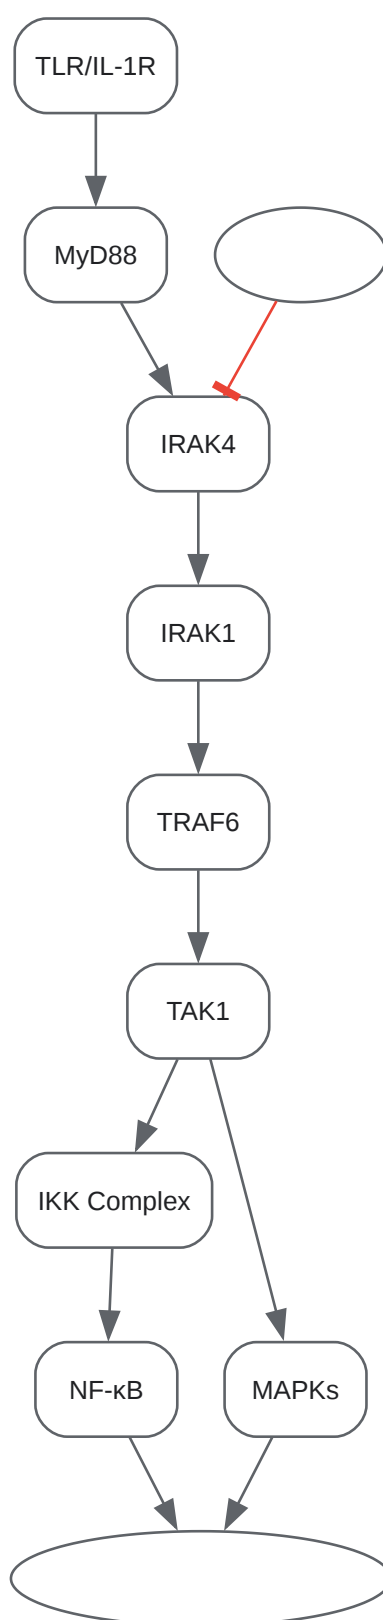 TLR/IL-1R
MyD88
IRAK4
IRAK1
TRAF6
TAK1
IKK Complex
NF-κB
MAPKs